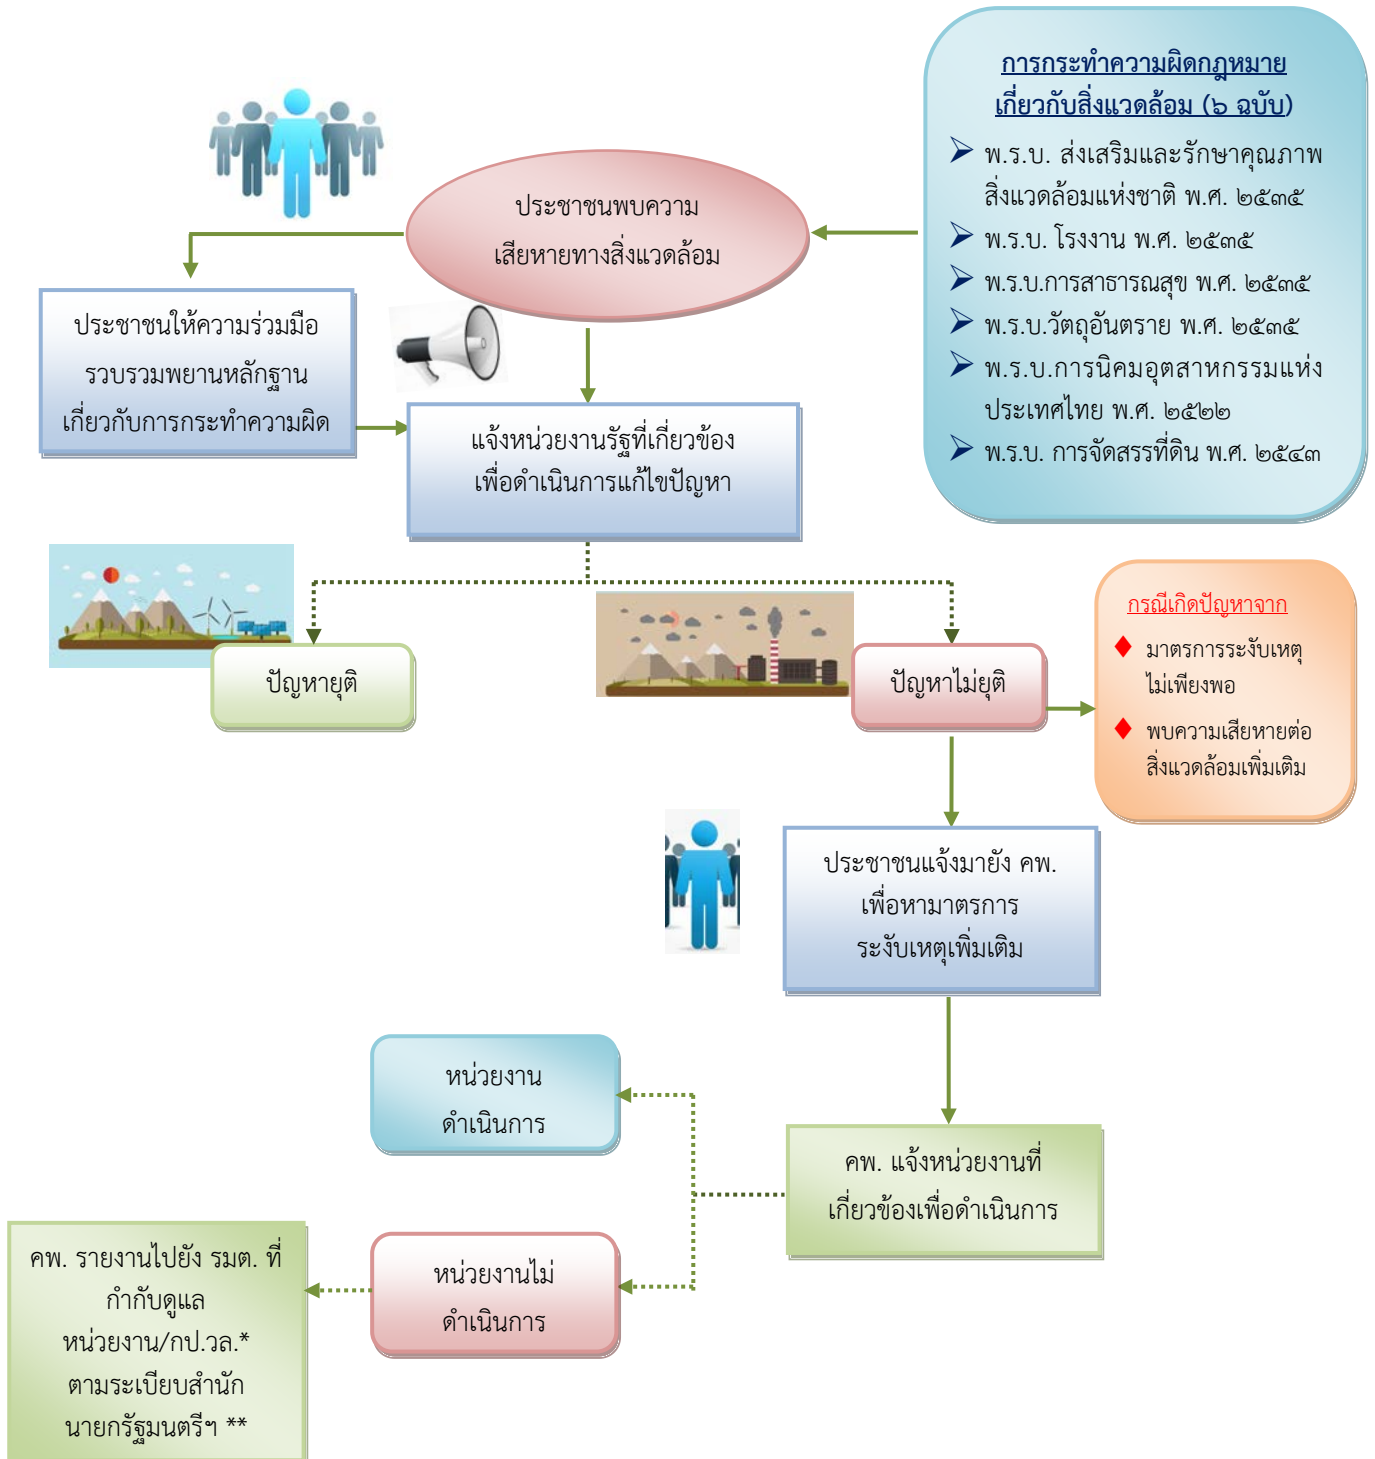 การกระทำความผิดกฎหมาย
เกี่ยวกับสิ่งแวดล้อม (๖ ฉบับ)
➢ พ.ร.บ. ส่งเสริมและรักษาคุณภาพ
สิ่งแวดล้อมแห่งชาติ พ.ศ. ๒๕๓๕
➢ พ.ร.บ. โรงงาน พ.ศ. ๒๕๓๕
➢ พ.ร.บ.การสาธารณสุข พ.ศ. ๒๕๓๕
➢ พ.ร.บ.วัตถุอันตราย พ.ศ. ๒๕๓๕
➢ พ.ร.บ.การนิคมอุตสาหกรรมแห่ง
ประเทศไทย พ.ศ. ๒๕๒๒
➢ พ.ร.บ. การจัดสรรที่ดิน พ.ศ. ๒๕๔๓
ประชาชนพบความ
เสียหายทางสิ่งแวดล้อม
ประชาชนให้ความร่วมมือ
รวบรวมพยานหลักฐาน
เกี่ยวกับการกระทำความผิด
แจ้งหน่วยงานรัฐที่เกี่ยวข้อง
เพื่อดำเนินการแก้ไขปัญหา
ปัญหายุติ
ปัญหาไม่ยุติ
กรณีเกิดปัญหาจาก
♦ มาตรการระงับเหตุ
ไม่เพียงพอ
♦ พบความเสียหายต่อ
สิ่งแวดล้อมเพิ่มเติม
ประชาชนแจ้งมายัง คพ.
เพื่อหามาตรการ
ระงับเหตุเพิ่มเติม
คพ. แจ้งหน่วยงานที่
เกี่ยวข้องเพื่อดำเนินการ
หน่วยงาน
ดำเนินการ
หน่วยงานไม่
ดำเนินการ
คพ. รายงานไปยัง รมต. ที่
กำกับดูแล
หน่วยงาน/กป.วล.*
ตามระเบียบสำนัก
นายกรัฐมนตรีฯ **